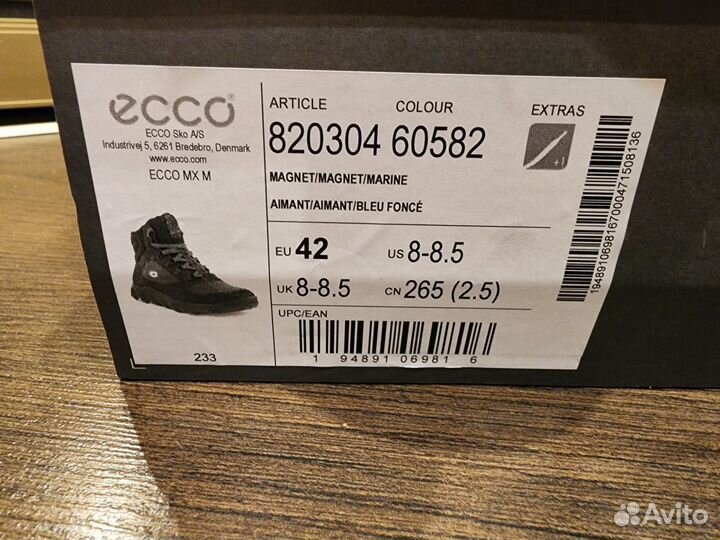 ecco®
ECCO Sko A/S
Industrivej 5, 6261 Bredebro, Denmark
www.ecco.com
ECCO MX M
233
ARTICLE COLOUR EXTRAS
820304 60582
+1
MAGNET/MAGNET/MARINE
AIMANT/AIMANT/BLEU FONCÉ
EU 42 US 8-8.5
UK 8-8.5 CN 265 (2.5)
UPC/EAN
1 94891 06981 6
19489106981670000471508136
Avito